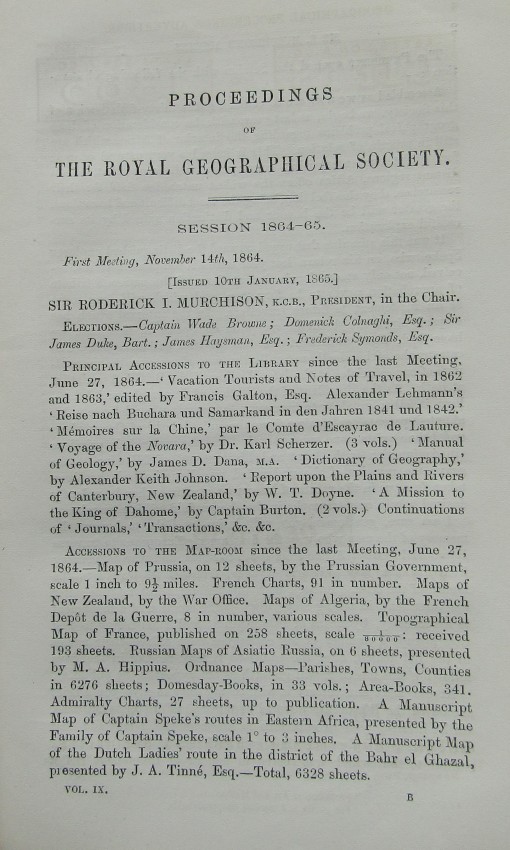 PROCEEDINGS
OF
THE ROYAL GEOGRAPHICAL SOCIETY.
SESSION 1864-65.
First Meeting, November 14th, 1864.
[ISSUED 10TH JANUARY, 1865.]
SIR RODERICK I. MURCHISON, K.C.B., PRESIDENT, in the Chair.
ELECTIONS.—Captain Wade Browne; Domenick Colnaghi, Esq.; Sir
James Duke, Bart.; James Haysman, Esq.; Frederick Symonds, Esq.
PRINCIPAL ACCESSIONS TO THE LIBRARY since the last Meeting,
June 27, 1864.—'Vacation Tourists and Notes of Travel, in 1862
and 1863,' edited by Francis Galton, Esq. Alexander Lehmann's
'Reise nach Buchara und Samarkand in den Jahren 1841 und 1842.'
'Mémoires sur la Chine,' par le Comte d'Escayrac de Lauture.
'Voyage of the Novara,' by Dr. Karl Scherzer. (3 vols.) 'Manual
of Geology,' by James D. Dana, M.A. 'Dictionary of Geography,'
by Alexander Keith Johnson. 'Report upon the Plains and Rivers
of Canterbury, New Zealand,' by W. T. Doyne. 'A Mission to
the King of Dahome,' by Captain Burton. (2 vols.) Continuations
of 'Journals,' 'Transactions,' &c. &c.
ACCESSIONS TO THE MAP-ROOM since the last Meeting, June 27,
1864.—Map of Prussia, on 12 sheets, by the Prussian Government,
scale 1 inch to 9½ miles. French Charts, 91 in number. Maps of
New Zealand, by the War Office. Maps of Algeria, by the French
Depôt de la Guerre, 8 in number, various scales. Topographical
Map of France, published on 258 sheets, scale 1/80000: received
193 sheets. Russian Maps of Asiatic Russia, on 6 sheets, presented
by M. A. Hippius. Ordnance Maps—Parishes, Towns, Counties
in 6276 sheets; Domesday-Books, in 33 vols.; Area-Books, 341.
Admiralty Charts, 27 sheets, up to publication. A Manuscript
Map of Captain Speke's routes in Eastern Africa, presented by the
Family of Captain Speke, scale 1° to 3 inches. A Manuscript Map
of the Dutch Ladies' route in the district of the Bahr el Ghazal,
presented by J. A. Tinné, Esq.—Total, 6328 sheets.
VOL. IX.
B